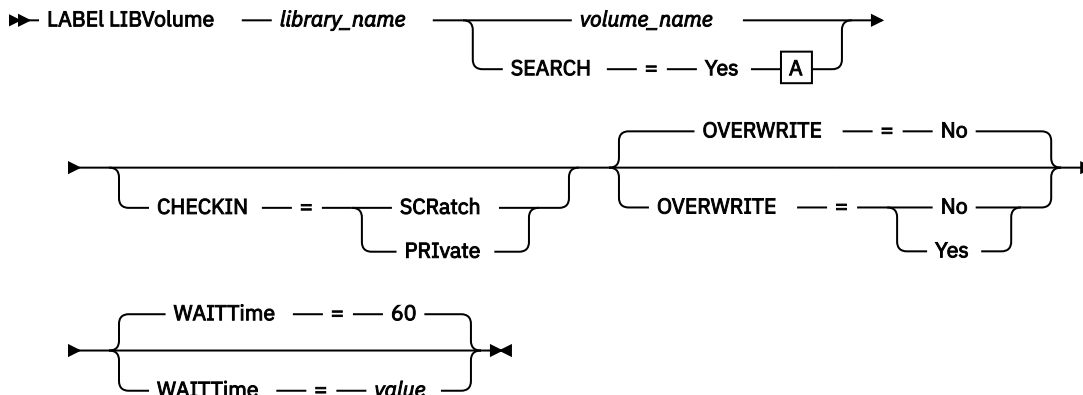 LABEl LIBVolume library_name volume_name
SEARCH = Yes A
OVERWRITE = No
CHECKIN = SCRatch OVERWRITE = No
PRIvate Yes
WAITTime = 60
WAITTime = value